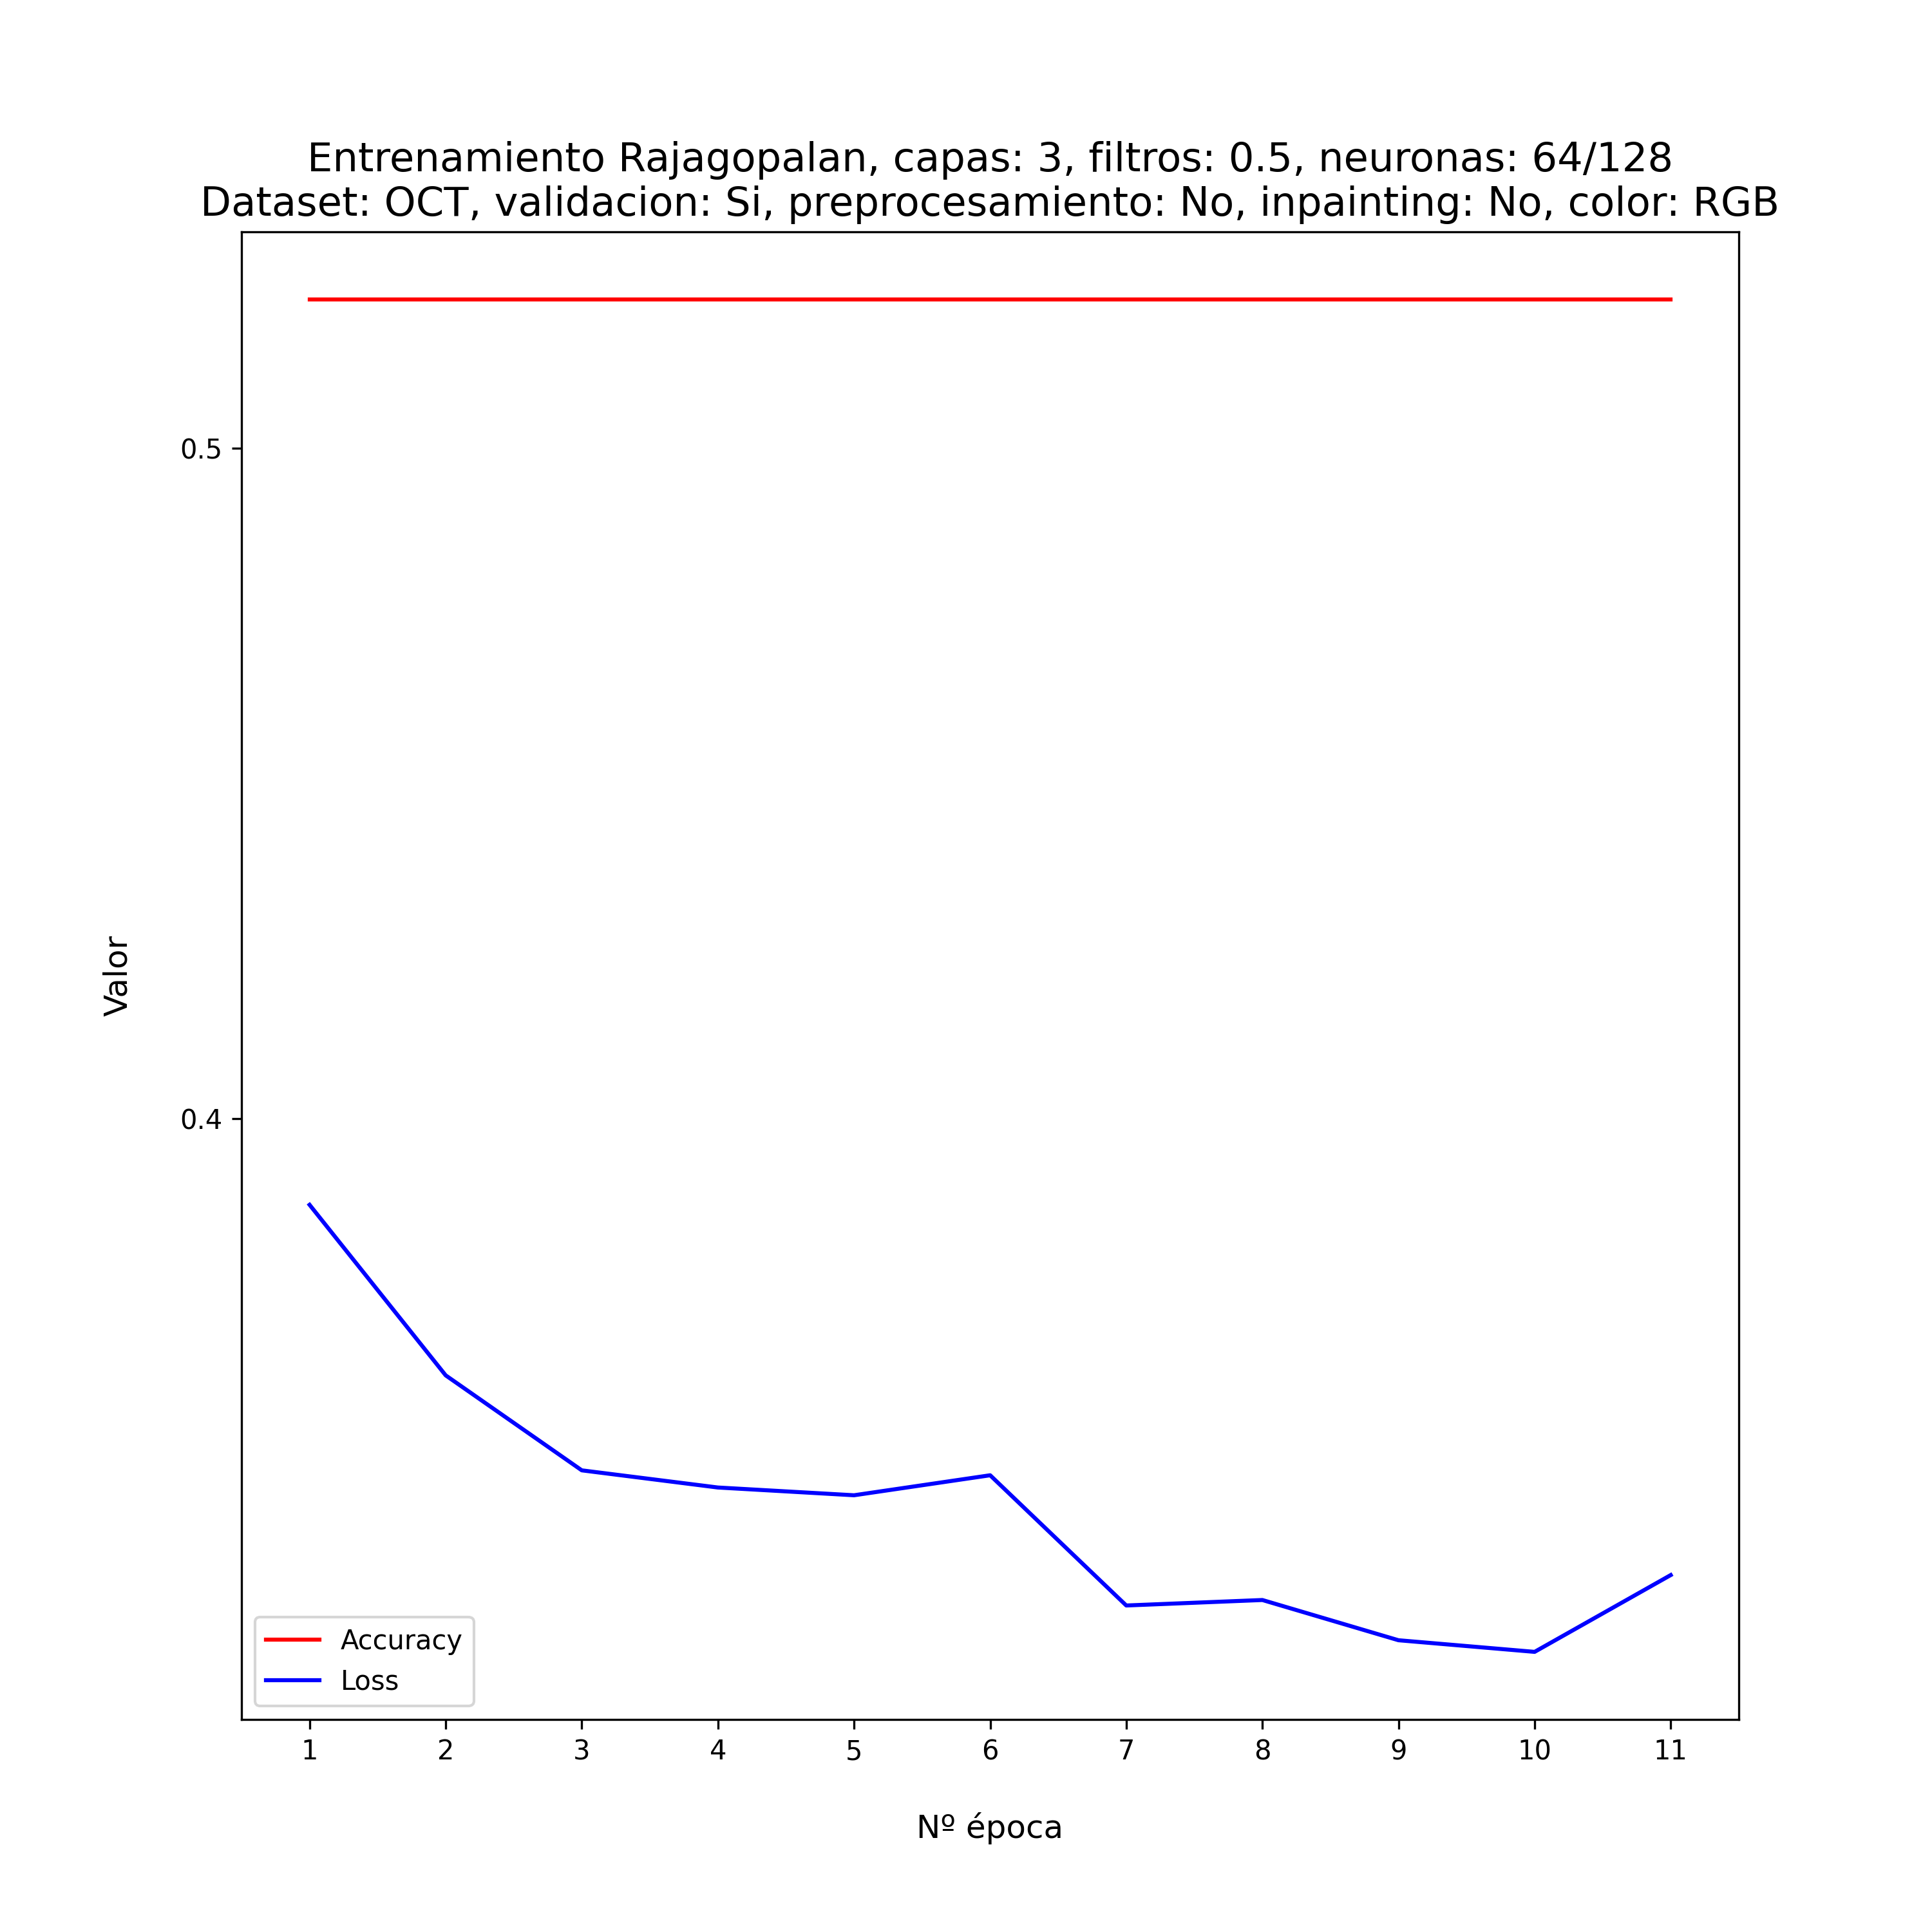 Entrenamiento Rajagopalan, capas: 3, filtros: 0.5, neuronas: 64/128
Dataset: OCT, validacion: Si, preprocesamiento: No, inpainting: No, color: RGB
0.5
Valor
0.4
Accuracy
Loss
1 2 3 4 5 6 7 8 9 10 11
Nº época